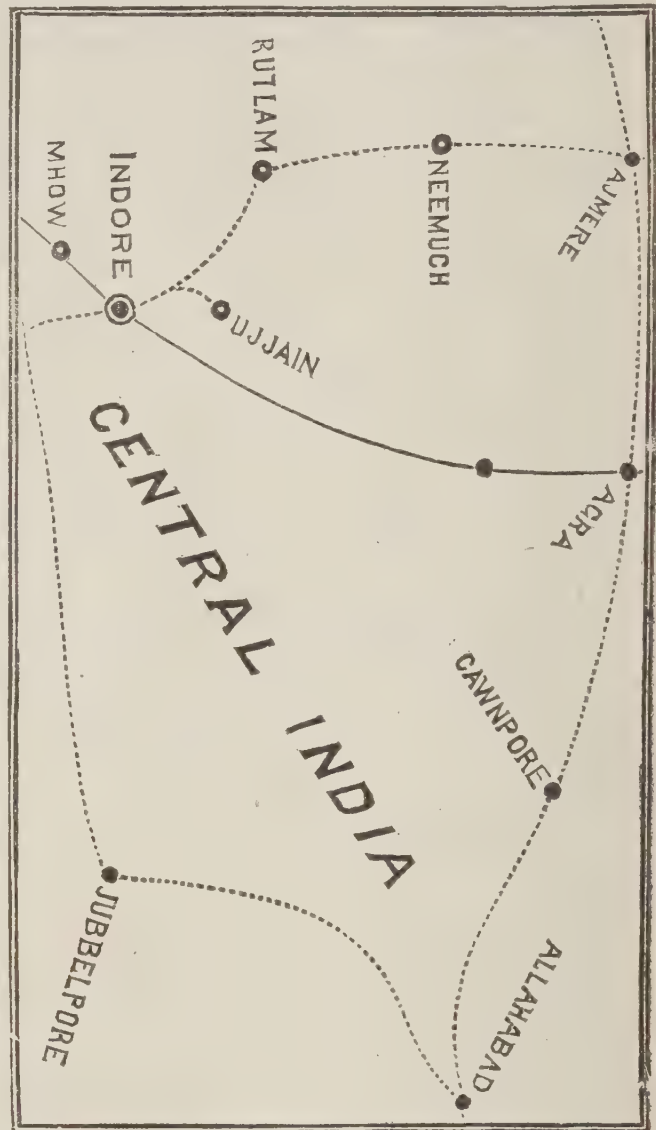 AJMERE
AGRA
NEEMUCH
CAWNPORE
ALLAHABAD
RUTLAM
UJJAIN
INDORE
MHOW
CENTRAL INDIA
JUBBELPORE